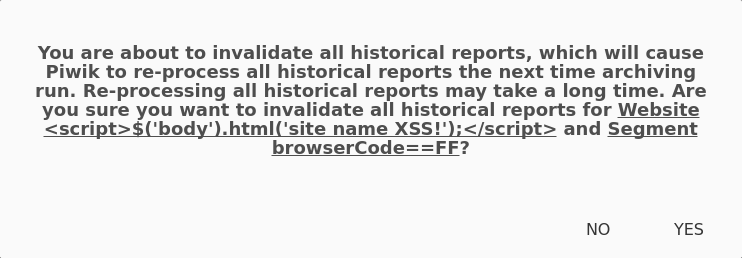 You are about to invalidate all historical reports, which will cause
Piwik to re-process all historical reports the next time archiving
run. Re-processing all historical reports may take a long time. Are
you sure you want to invalidate all historical reports for Website
<script>$('body').html('site name XSS!');</script> and Segment
browserCode==FF?
NO YES